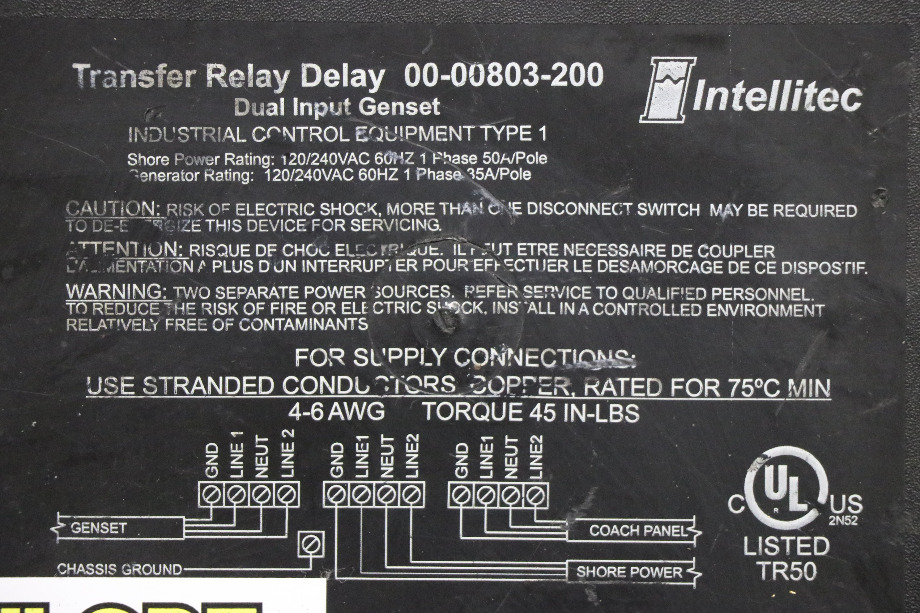 Transfer Relay Delay 00-00803-200
Dual Input Genset
Intellitec
INDUSTRIAL CONTROL EQUIPMENT TYPE 1
Shore Power Rating: 120/240VAC 60HZ 1 Phase 50A/Pole
Generator Rating: 120/240VAC 60HZ 1 Phase 35A/Pole
CAUTION: RISK OF ELECTRIC SHOCK, MORE THAN ONE DISCONNECT SWITCH MAY BE REQUIRED
TO DE-E RGIZE THIS DEVICE FOR SERVICING.
ATTENTION: RISQUE DE CHOC ELECTRIQUE. IL PEUT ETRE NECESSAIRE DE COUPLER
L'ALIMENTATION A PLUS D'UN INTERRUPTER POUR EFFECTUER LE DESAMORCAGE DE CE DISPOSTIF.
WARNING: TWO SEPARATE POWER SOURCES, REFER SERVICE TO QUALIFIED PERSONNEL.
TO REDUCE THE RISK OF FIRE OR ELECTRIC SHOCK. INSTALL IN A CONTROLLED ENVIRONMENT
RELATIVELY FREE OF CONTAMINANTS
FOR SUPPLY CONNECTIONS:
USE STRANDED CONDUCTORS COPPER, RATED FOR 75ºC MIN
4-6 AWG TORQUE 45 IN-LBS
GND LINE 1 NEUT LINE 2 GND LINE1 NEUT LINE2 GND LINE1 NEUT LINE2
GENSET
COACH PANEL
CHASSIS GROUND
SHORE POWER
C UL US
®
2N52
LISTED
TR50